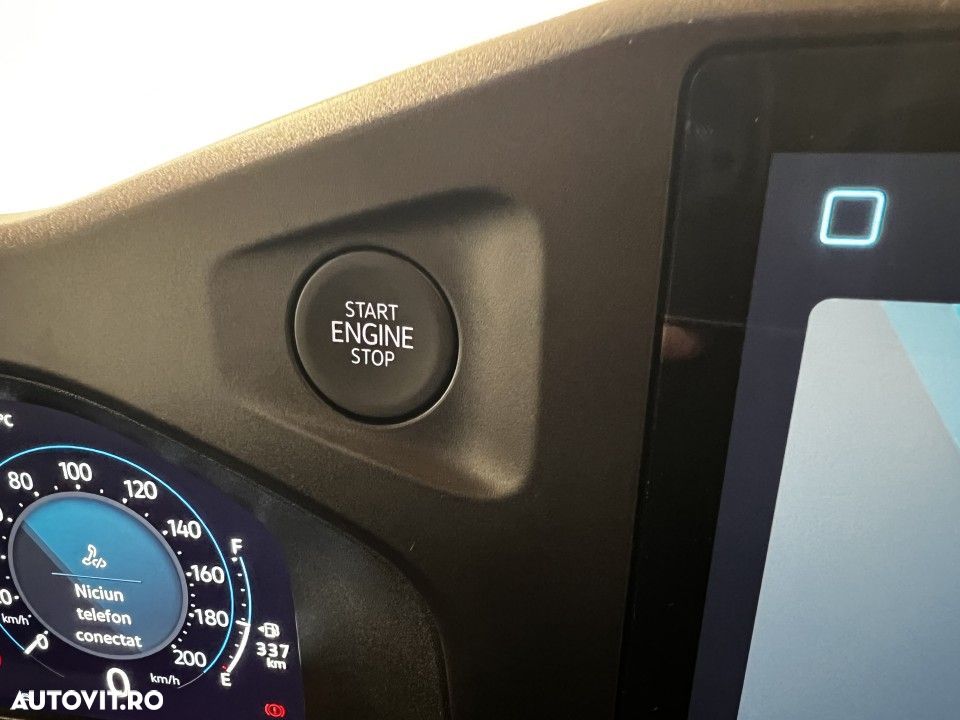 START
ENGINE
STOP
°C
80
100
120
140
160
180
200
km/h
Niciun
telefon
conectat
0
km/h
F
E
337
km
AUTOVIT.RO